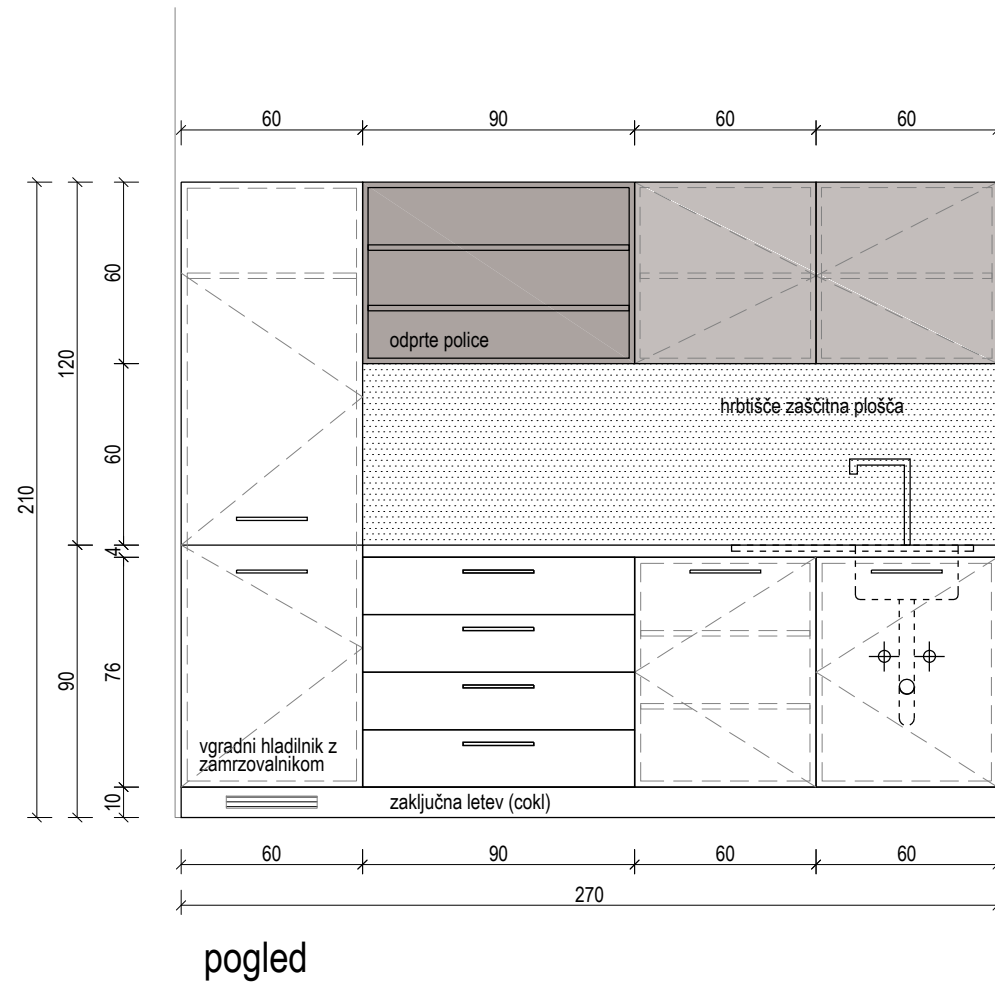 60 90 60 60
60
120
60
210
4
76
90
10
odprte police
hrbtišče zaščitna plošča
vgradni hladilnik z
zamrzovalnikom
zaključna letev (cokl)
60 90 60 60
270
pogled